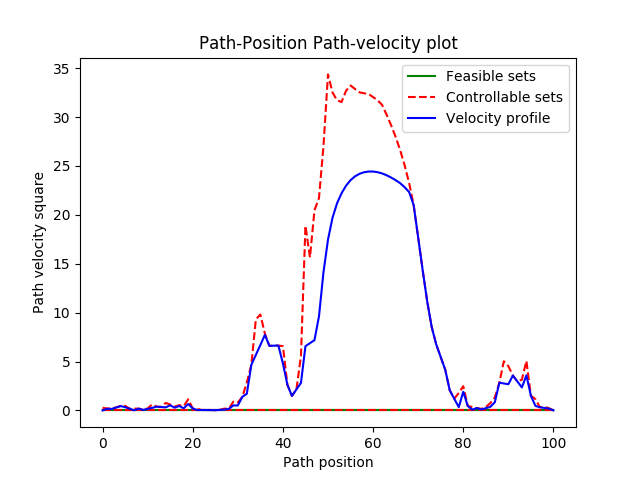 Path-Position Path-velocity plot
Feasible sets
Controllable sets
Velocity profile
Path velocity square
35
30
25
20
15
10
5
0
0 20 40 60 80 100
Path position